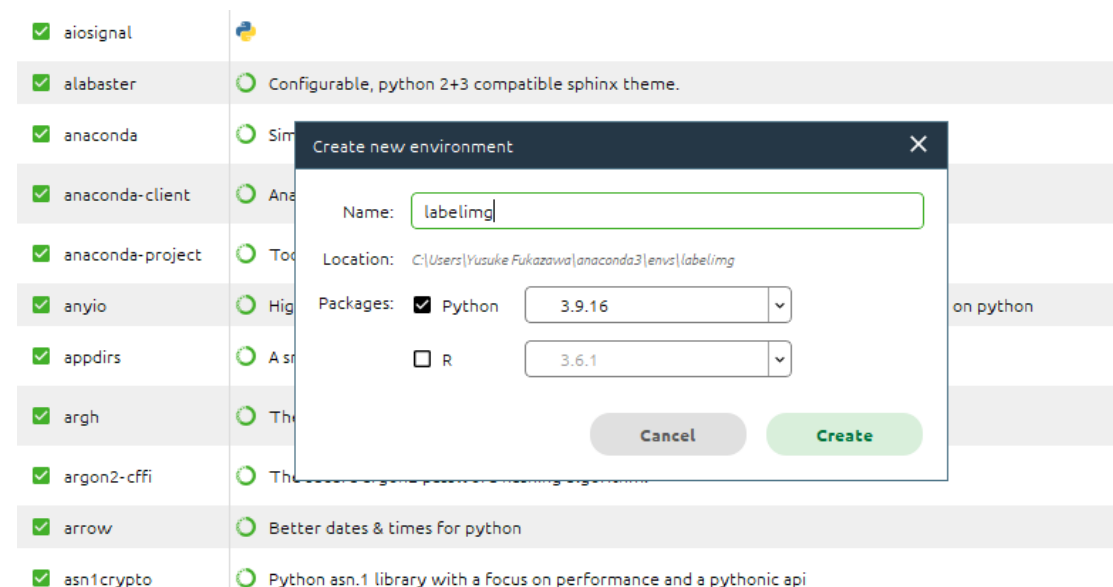 aiosignal
alabaster Configurable, python 2+3 compatible sphinx theme.
anaconda Sim
Create new environment
anaconda-client Ana
Name: labelimg
anaconda-project Too
Location: C:\Users\Yusuke Fukazawa\anaconda3\envs\labelimg
anyio Hig on python
Packages: Python 3.9.16
appdirs A sm
R 3.6.1
argh The
Cancel Create
argon2-cffi The
arrow Better dates & times for python
asn1crypto Python asn.1 library with a focus on performance and a pythonic api